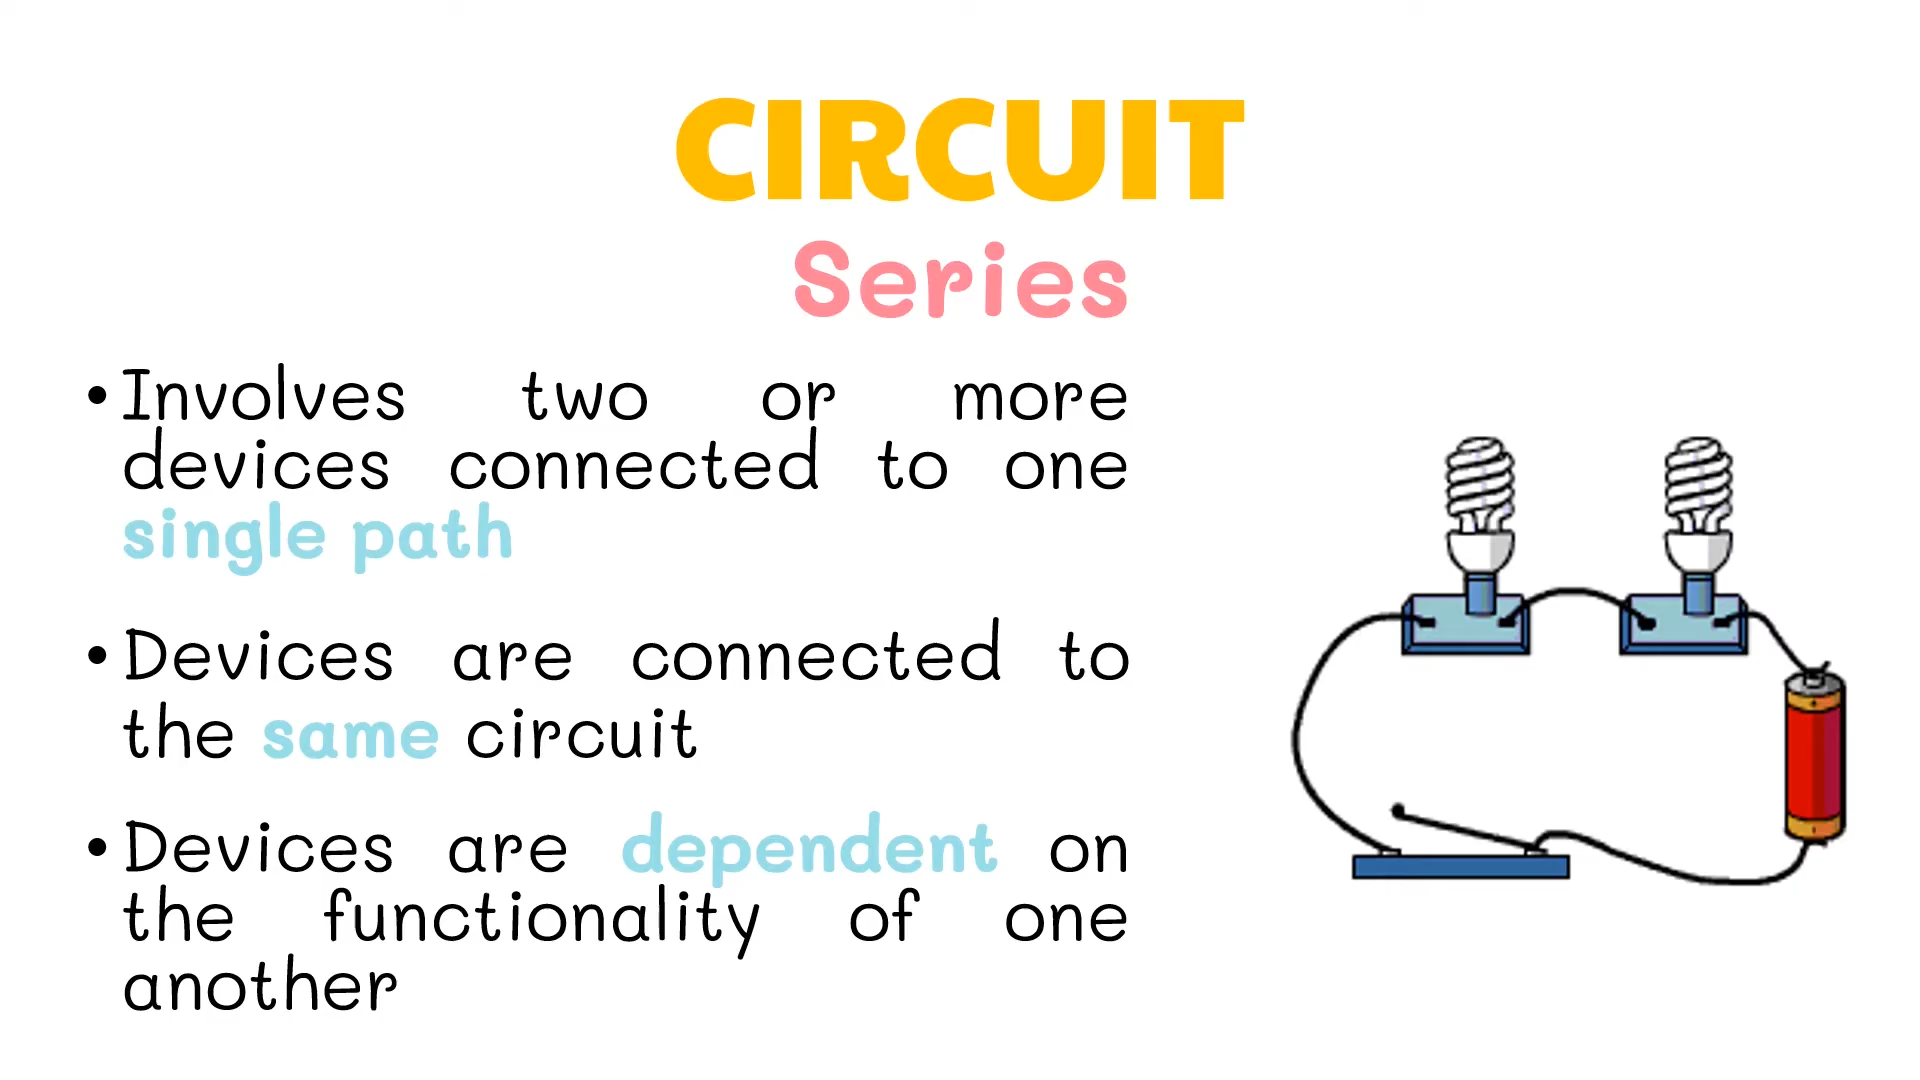 CIRCUIT
Series
• Involves two or more
devices connected to one
single path
• Devices are connected to
the same circuit
• Devices are dependent on
the functionality of one
another